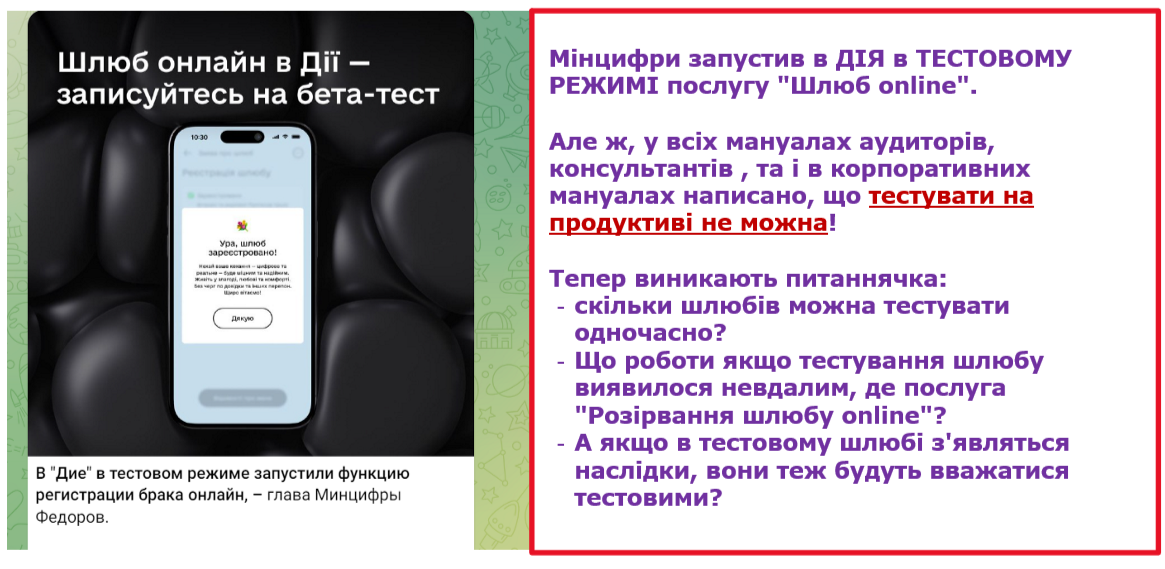 Шлюб онлайн в Дії —
записуйтесь на бета-тест
10:30
Реєстрація шлюбу
Ура, шлюб
зареєстровано!
Дякую
В "Дие" в тестовом режиме запустили функцию
регистрации брака онлайн, – глава Минцифры
Федоров.
Мінцифри запустив в ДІЯ в ТЕСТОВОМУ
РЕЖИМІ послугу "Шлюб online".
Але ж, у всіх мануалах аудиторів,
консультантів , та і в корпоративних
мануалах написано, що тестувати на
продуктиві не можна!
Тепер виникають питаннячка:
- скільки шлюбів можна тестувати
одночасно?
- Що роботи якщо тестування шлюбу
виявилося невдалим, де послуга
"Розірвання шлюбу online"?
- А якщо в тестовому шлюбі з'являться
наслідки, вони теж будуть вважатися
тестовими?